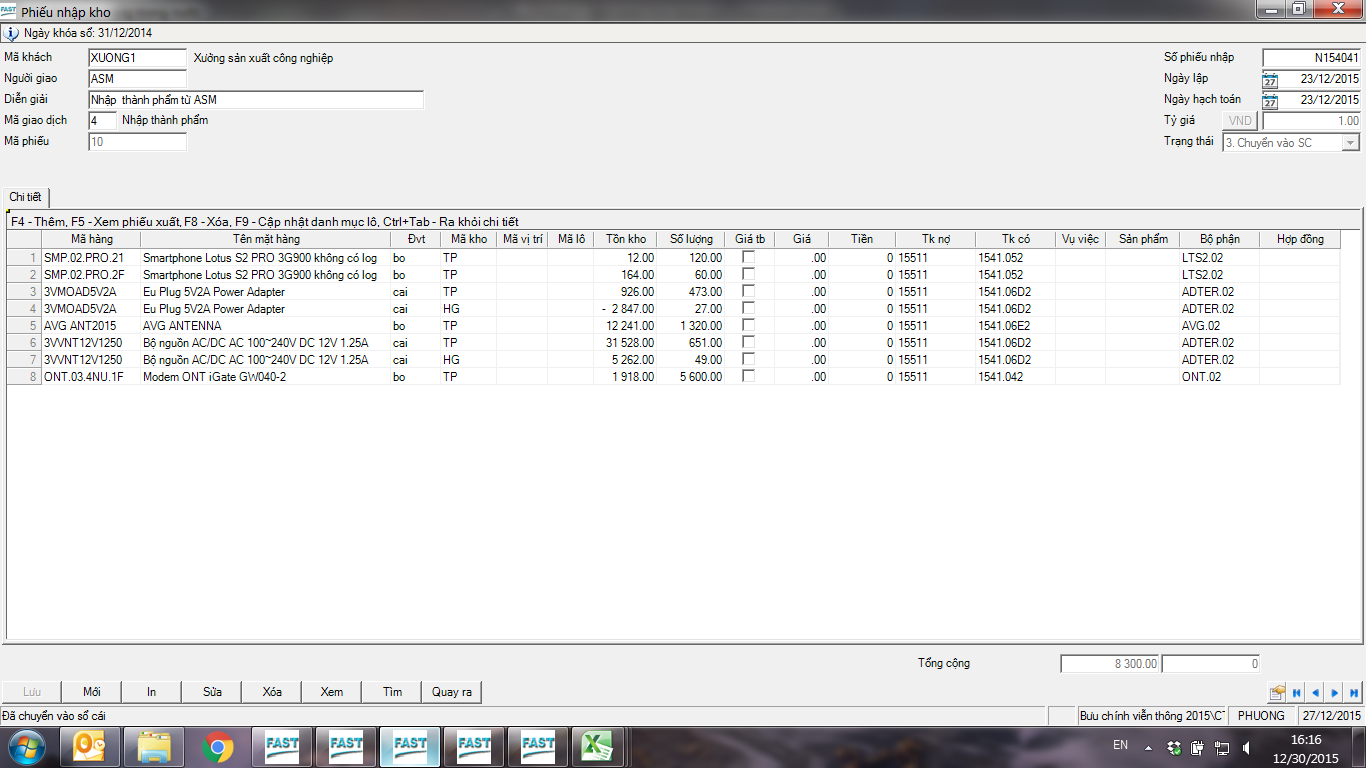 FAST Phiếu nhập kho
Ngày khóa sổ: 31/12/2014
Mã khách XUONG1 Xưởng sản xuất công nghiệp Số phiếu nhập N154041
Người giao ASM Ngày lập 27 23/12/2015
Diễn giải Nhập thành phẩm từ ASM Ngày hạch toán 27 23/12/2015
Mã giao dịch 4 Nhập thành phẩm Tỷ giá VND 1.00
Mã phiếu 10 Trạng thái 3. Chuyển vào SC
Chi tiết
F4 - Thêm, F5 - Xem phiếu xuất, F8 - Xóa, F9 - Cập nhật danh mục lô, Ctrl+Tab - Ra khỏi chi tiết
Mã hàng Tên mặt hàng Đvt Mã kho Mã vị trí Mã lô Tồn kho Số lượng Giá tb Giá Tiền Tk nợ Tk có Vụ việc Sản phẩm Bộ phận Hợp đồng
1 SMP.02.PRO.21 Smartphone Lotus S2 PRO 3G900 không có log bo TP 12.00 120.00 .00 0 15511 1541.052 LTS2.02
2 SMP.02.PRO.2F Smartphone Lotus S2 PRO 3G900 không có log bo TP 164.00 60.00 .00 0 15511 1541.052 LTS2.02
3 3VMOAD5V2A Eu Plug 5V2A Power Adapter cai TP 926.00 473.00 .00 0 15511 1541.06D2 ADTER.02
4 3VMOAD5V2A Eu Plug 5V2A Power Adapter cai HG - 2 847.00 27.00 .00 0 15511 1541.06D2 ADTER.02
5 AVG ANT2015 AVG ANTENNA bo TP 12 241.00 1 320.00 .00 0 15511 1541.06E2 AVG.02
6 3VVNT12V1250 Bộ nguồn AC/DC AC 100~240V DC 12V 1.25A cai TP 31 528.00 651.00 .00 0 15511 1541.06D2 ADTER.02
7 3VVNT12V1250 Bộ nguồn AC/DC AC 100~240V DC 12V 1.25A cai HG 5 262.00 49.00 .00 0 15511 1541.06D2 ADTER.02
8 ONT.03.4NU.1F Modem ONT iGate GW040-2 bo TP 1 918.00 5 600.00 .00 0 15511 1541.042 ONT.02
Tổng cộng 8 300.00 0
Lưu Mới In Sửa Xóa Xem Tìm Quay ra
Đã chuyển vào sổ cái Bưu chính viễn thông 2015\C PHUONG 27/12/2015
FAST FAST FAST FAST FAST EN 16:16
12/30/2015